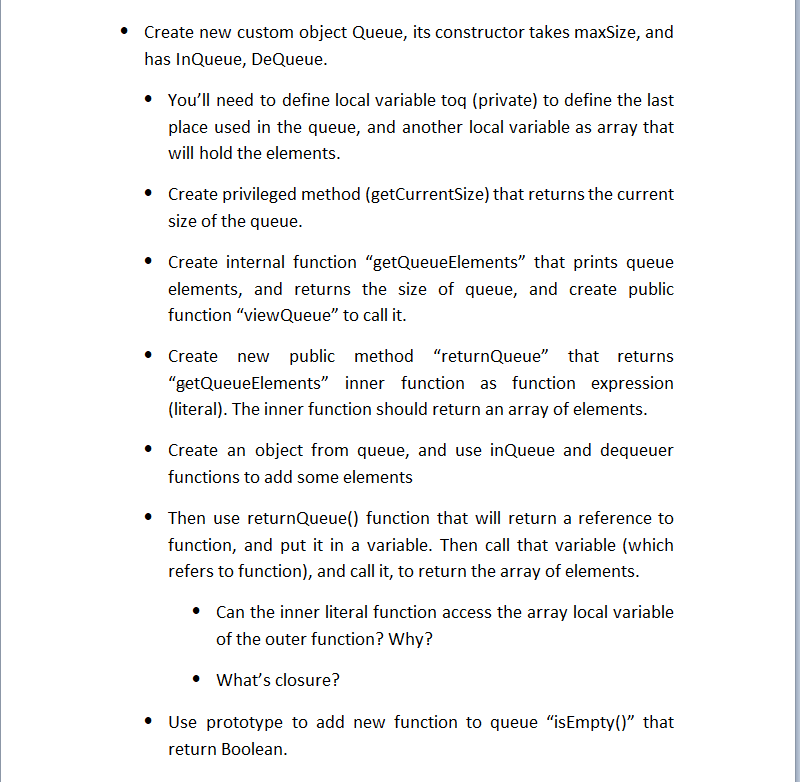 • Create new custom object Queue, its constructor takes maxSize, and
has InQueue, DeQueue.
• You’ll need to define local variable toq (private) to define the last
place used in the queue, and another local variable as array that
will hold the elements.
• Create privileged method (getCurrentSize) that returns the current
size of the queue.
• Create internal function “getQueueElements” that prints queue
elements, and returns the size of queue, and create public
function “viewQueue” to call it.
• Create new public method “returnQueue” that returns
“getQueueElements” inner function as function expression
(literal). The inner function should return an array of elements.
• Create an object from queue, and use inQueue and dequeuer
functions to add some elements
• Then use returnQueue() function that will return a reference to
function, and put it in a variable. Then call that variable (which
refers to function), and call it, to return the array of elements.
• Can the inner literal function access the array local variable
of the outer function? Why?
• What’s closure?
• Use prototype to add new function to queue “isEmpty()” that
return Boolean.